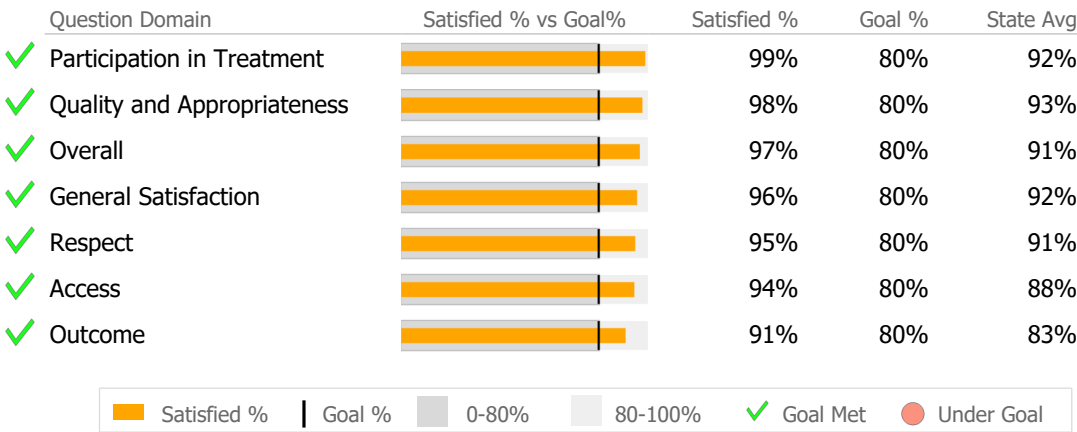 Question Domain Satisfied % vs Goal% Satisfied % Goal % State Avg
Participation in Treatment 99% 80% 92%
Quality and Appropriateness 98% 80% 93%
Overall 97% 80% 91%
General Satisfaction 96% 80% 92%
Respect 95% 80% 91%
Access 94% 80% 88%
Outcome 91% 80% 83%
Satisfied % Goal % 0-80% 80-100% Goal Met Under Goal